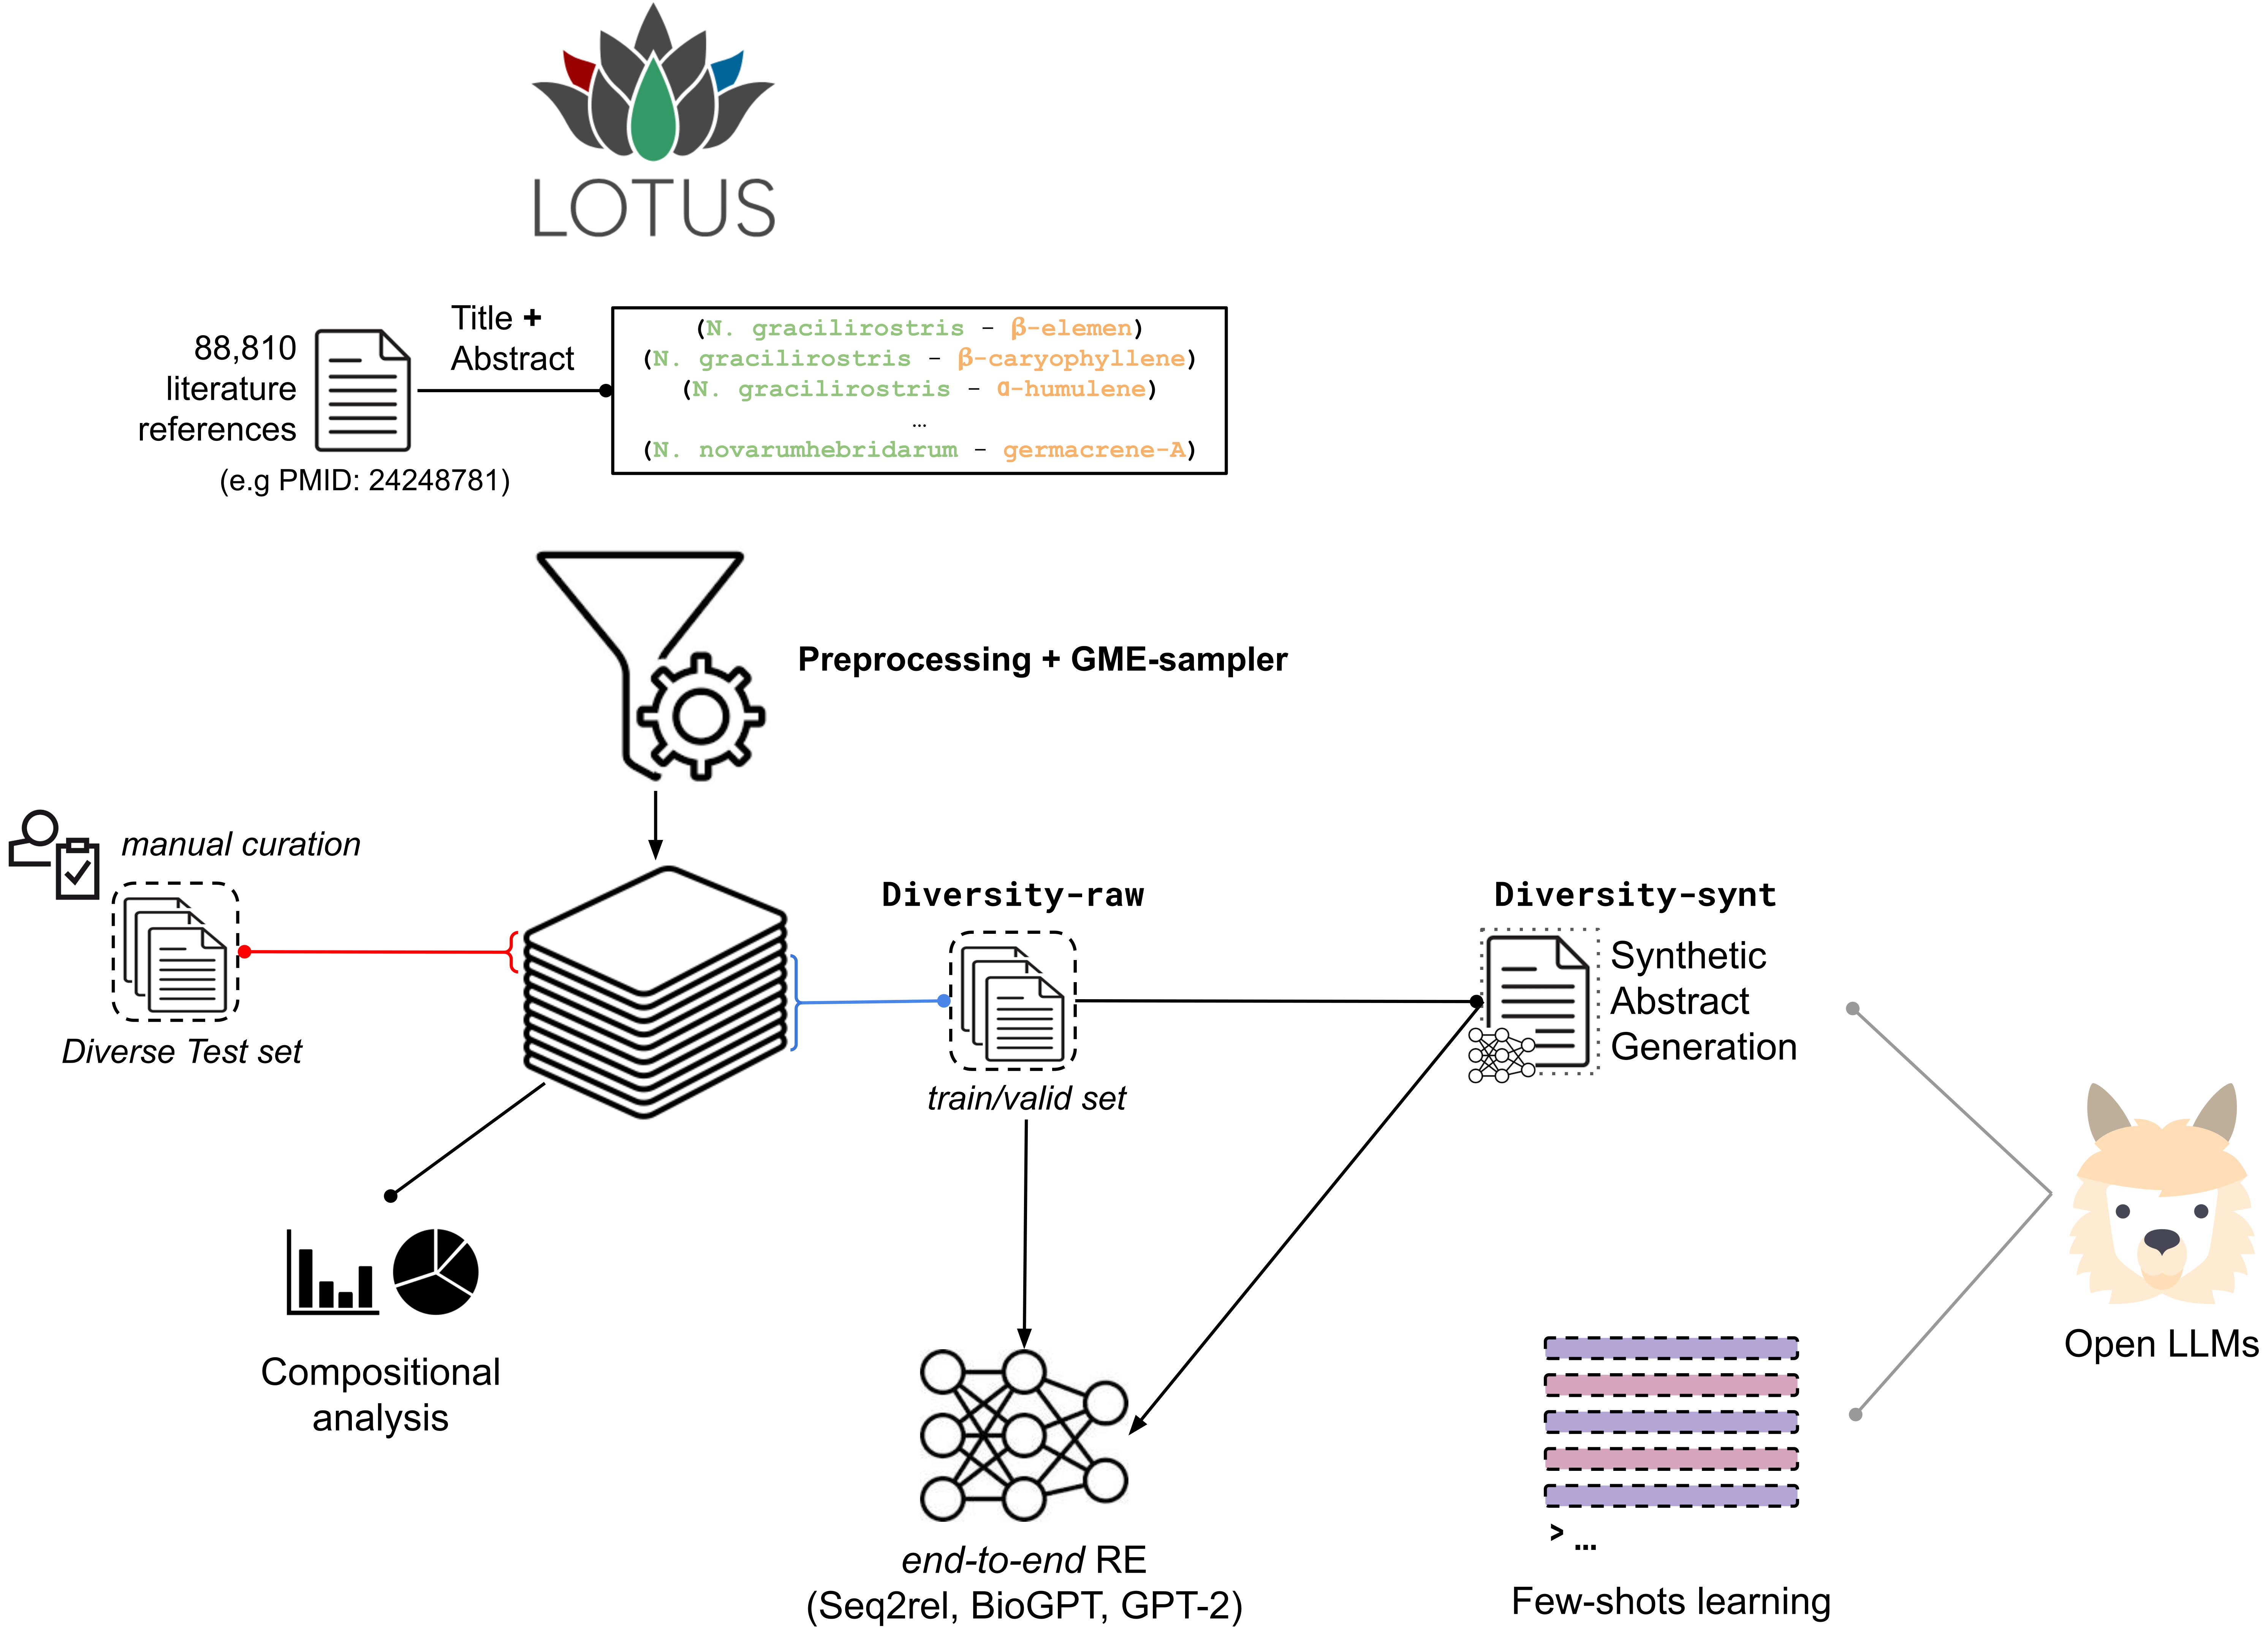 LOTUS
88,810
literature
references
(e.g PMID: 24248781)
Title +
Abstract
(N. gracilirostris - β-elemen)
(N. gracilirostris - β-caryophyllene)
(N. gracilirostris - α-humulene)
...
(N. novarumhebridarum - germacrene-A)
Preprocessing + GME-sampler
manual curation
Diverse Test set
Diversity-raw
train/valid set
Diversity-synt
Synthetic
Abstract
Generation
Compositional
analysis
end-to-end RE
(Seq2rel, BioGPT, GPT-2)
> ...
Few-shots learning
Open LLMs